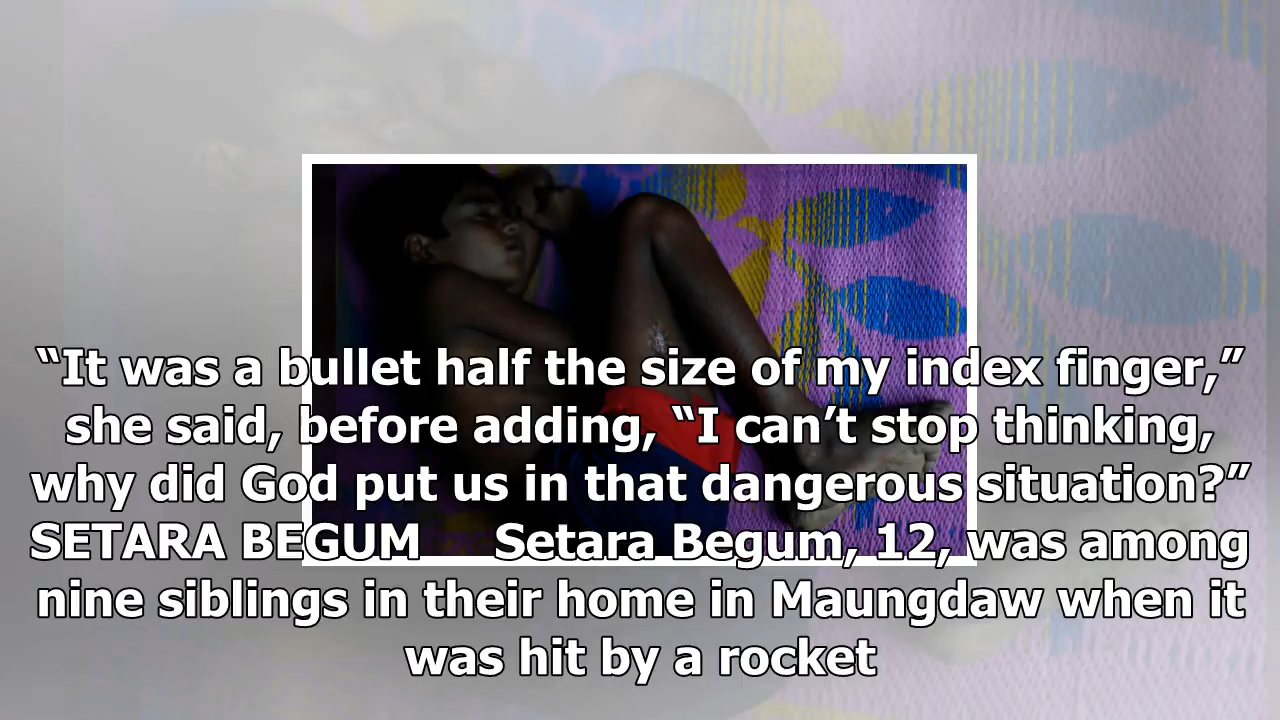 “It was a bullet half the size of my index finger,”
she said, before adding, “I can’t stop thinking,
why did God put us in that dangerous situation?”
SETARA BEGUM    Setara Begum, 12, was among
nine siblings in their home in Maungdaw when it
was hit by a rocket